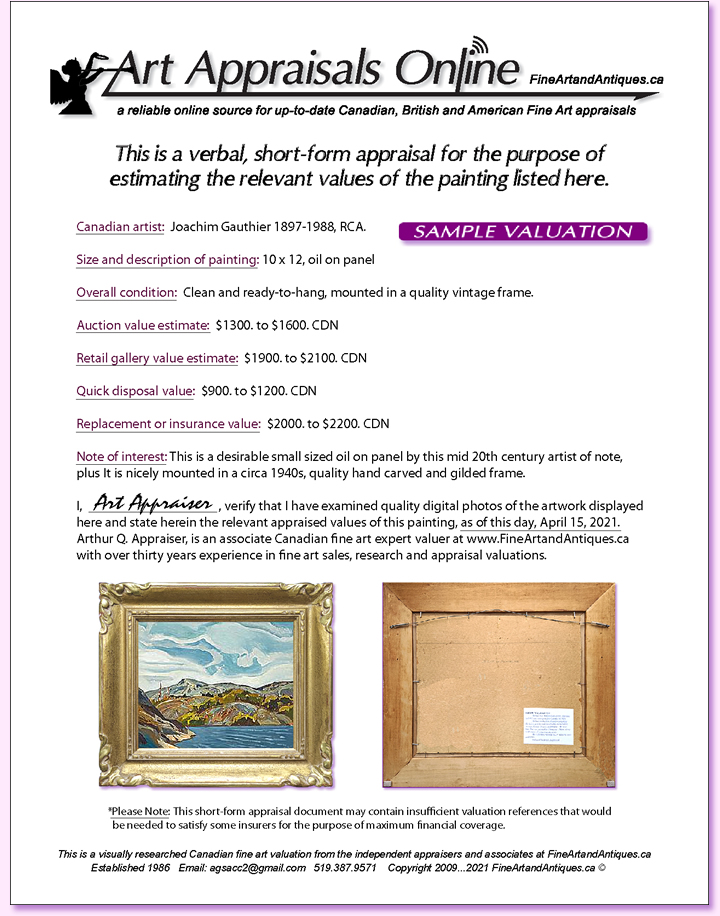 Art Appraisals Online FineArtandAntiques.ca
a reliable online source for up-to-date Canadian, British and American Fine Art appraisals
This is a verbal, short-form appraisal for the purpose of
estimating the relevant values of the painting listed here.
Canadian artist: Joachim Gauthier 1897-1988, RCA.
SAMPLE VALUATION
Size and description of painting: 10 x 12, oil on panel
Overall condition: Clean and ready-to-hang, mounted in a quality vintage frame.
Auction value estimate: $1300. to $1600. CDN
Retail gallery value estimate: $1900. to $2100. CDN
Quick disposal value: $900. to $1200. CDN
Replacement or insurance value: $2000. to $2200. CDN
Note of interest: This is a desirable small sized oil on panel by this mid 20th century artist of note,
plus It is nicely mounted in a circa 1940s, quality hand carved and gilded frame.
I, Art Appraiser, verify that I have examined quality digital photos of the artwork displayed
here and state herein the relevant appraised values of this painting, as of this day, April 15, 2021.
Arthur Q. Appraiser, is an associate Canadian fine art expert valuer at www.FineArtandAntiques.ca
with over thirty years experience in fine art sales, research and appraisal valuations.
*Please Note: This short-form appraisal document may contain insufficient valuation references that would
be needed to satisfy some insurers for the purpose of maximum financial coverage.
This is a visually researched Canadian fine art valuation from the independent appraisers and associates at FineArtandAntiques.ca
Established 1986 Email: agsacc2@gmail.com 519.387.9571 Copyright 2009...2021 FineArtandAntiques.ca ©